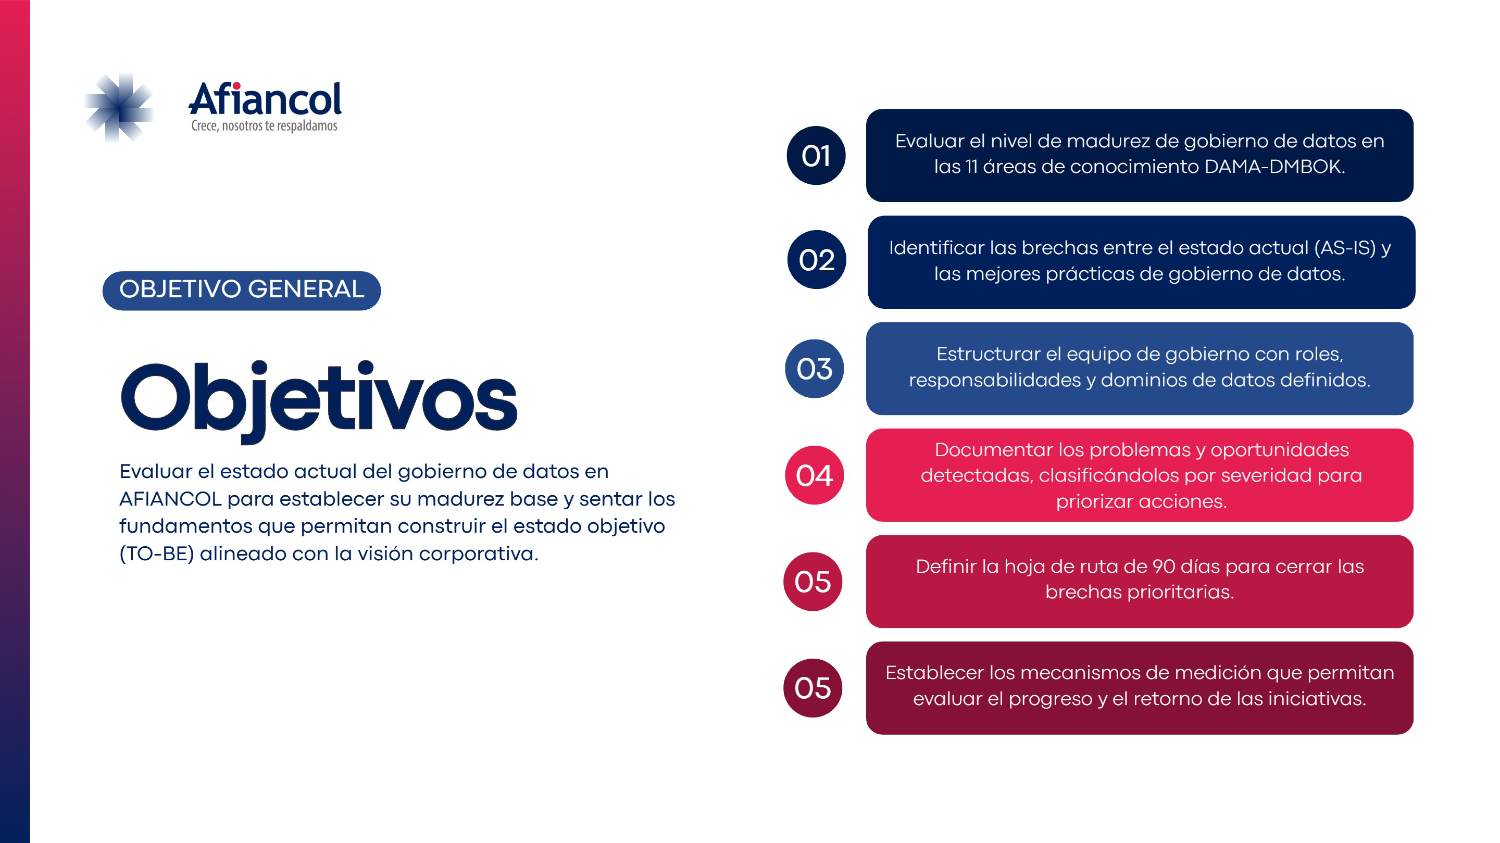 Afiancol
Crece, nosotros te respaldamos
OBJETIVO GENERAL
Objetivos
Evaluar el estado actual del gobierno de datos en
AFIANCOL para establecer su madurez base y sentar los
fundamentos que permitan construir el estado objetivo
(TO-BE) alineado con la visión corporativa.
01
Evaluar el nivel de madurez de gobierno de datos en
las 11 áreas de conocimiento DAMA-DMBOK.
02
Identificar las brechas entre el estado actual (AS-IS) y
las mejores prácticas de gobierno de datos.
03
Estructurar el equipo de gobierno con roles,
responsabilidades y dominios de datos definidos.
04
Documentar los problemas y oportunidades
detectadas, clasificándolos por severidad para
priorizar acciones.
05
Definir la hoja de ruta de 90 días para cerrar las
brechas prioritarias.
05
Establecer los mecanismos de medición que permitan
evaluar el progreso y el retorno de las iniciativas.